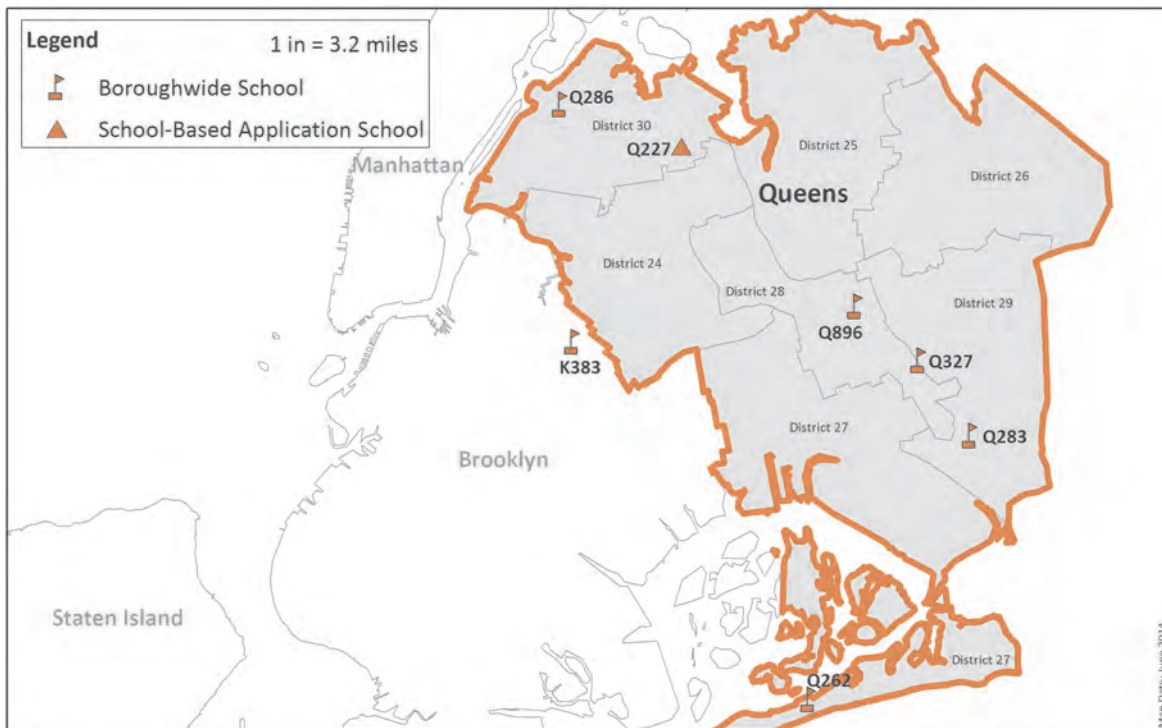 Legend
1 in = 3.2 miles
Boroughwide School
School-Based Application School
Q286
District 30
Q227
Manhattan
District 25
District 26
Queens
District 24
District 28
District 29
Q896
K383
Q327
District 27
Q283
Brooklyn
Staten Island
District 27
Q262
June 2014